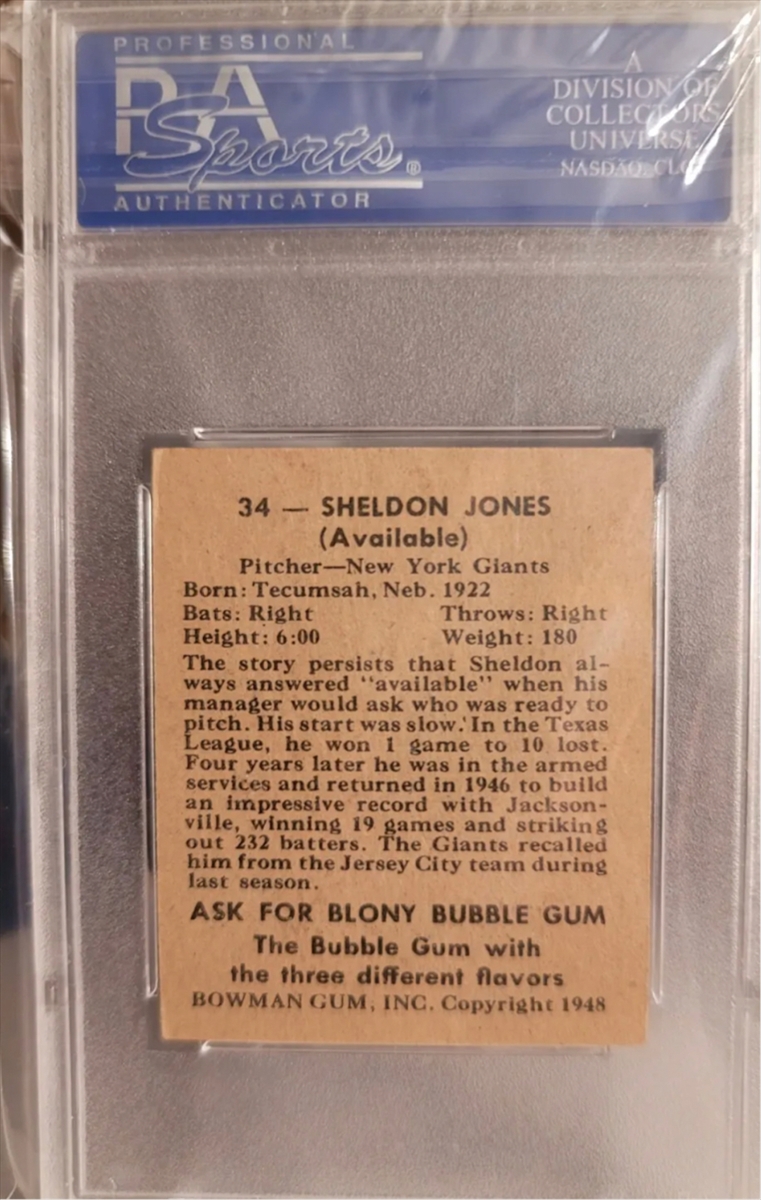 PROFESSIONAL
PSA
Sports®
AUTHENTICATOR
A
DIVISION OF
COLLECTORS
UNIVERSE
NASDAQ: CLCT
34 — SHELDON JONES
(Available)
Pitcher—New York Giants
Born: Tecumsah, Neb. 1922
Bats: Right Throws: Right
Height: 6:00 Weight: 180
The story persists that Sheldon al-
ways answered "available" when his
manager would ask who was ready to
pitch. His start was slow. In the Texas
League, he won 1 game to 10 lost.
Four years later he was in the armed
services and returned in 1946 to build
an impressive record with Jackson-
ville, winning 19 games and striking
out 232 batters. The Giants recalled
him from the Jersey City team during
last season.
ASK FOR BLONY BUBBLE GUM
The Bubble Gum with
the three different flavors
BOWMAN GUM, INC. Copyright 1948